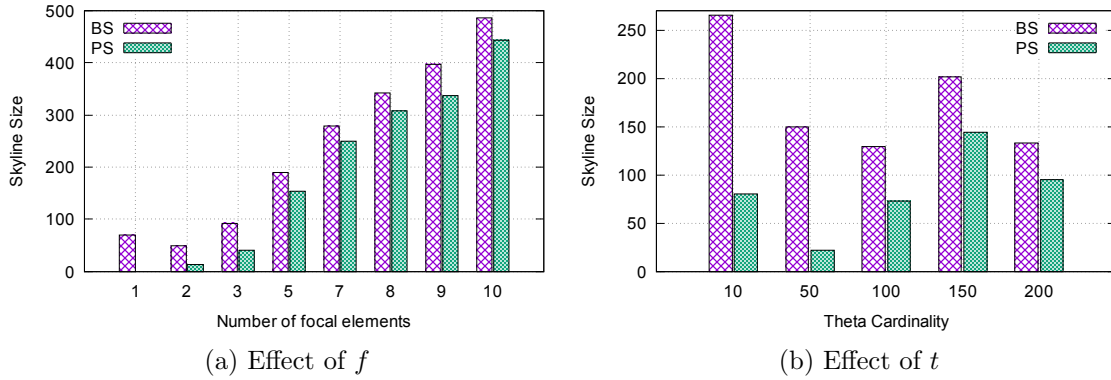 500
400
300
200
100
0
Skyline Size
BS
PS
1 2 3 5 7 8 9 10
Number of focal elements
(a) Effect of f
250
200
150
100
50
0
Skyline Size
BS
PS
10 50 100 150 200
Theta Cardinality
(b) Effect of t